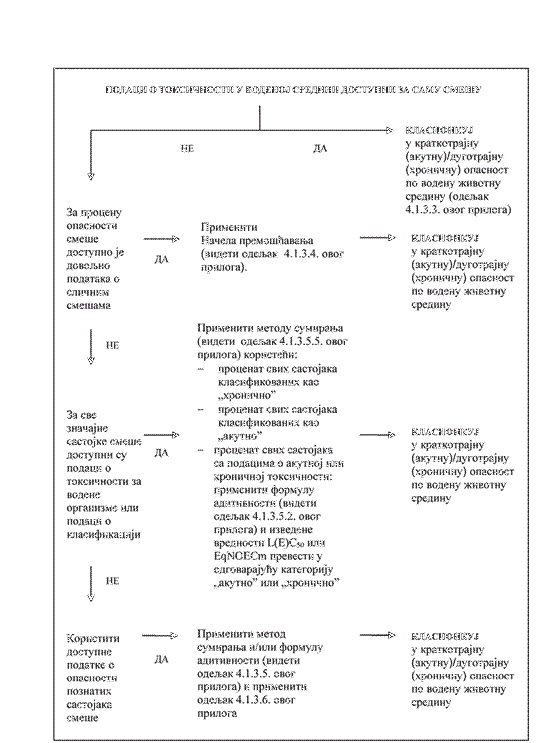 ПОДАЦИ О ТОКСИЧНОСТИ У ВОДЕНОЈ СРЕДИНИ ДОСТУПНИ ЗА САМУ СМЕШУ
НЕ
ДА
КЛАСИФИКУЈ
у краткотрајну
(акутну)/дуготрајну
(хроничну) опасност
по водену животну
средину (одељак
4.1.3.3. овог прилога)
За процену
опасности
смеше
доступно је
довољно
података о
сличним
смешама
ДА
Применити
Начела премошћавања
(видети одељак 4.1.3.4. овог
прилога).
КЛАСИФИКУЈ
у краткотрајну
(акутну)/дуготрајну
(хроничну) опасност
по водену животну
средину
НЕ
За све
значајне
састојке смеше
доступни су
подаци о
токсичности за
водене
организме или
подаци о
класификацији
ДА
Применити методу сумирања
(видети одељак 4.1.3.5.5. овог
прилога) користећи:
– проценат свих састојака
класификованих као
„хронично”
– проценат свих састојака
класификованих као
„акутно”
– проценат свих састојака
са подацима о акутној или
хроничној токсичности:
применити формулу
адитивности (видети
одељак 4.1.3.5.2. овог
прилога) и изведене
вредности L(E)C₅₀ или
EqNOECm превести у
одговарајућу категорију
„акутно” или „хронично”
КЛАСИФИКУЈ
у краткотрајну
(акутну)/дуготрајну
(хроничну) опасност
по водену животну
средину
НЕ
Користити
доступне
податке о
опасности
познатих
састојака
смеше
ДА
Применити метод
сумирања и/или формулу
адитивности (видети
одељак 4.1.3.5. овог
прилога) и применити
одељак 4.1.3.6. овог
прилога
КЛАСИФИКУЈ
у краткотрајну
(акутну)/дуготрајну
(хроничну) опасност
по водену животну
средину